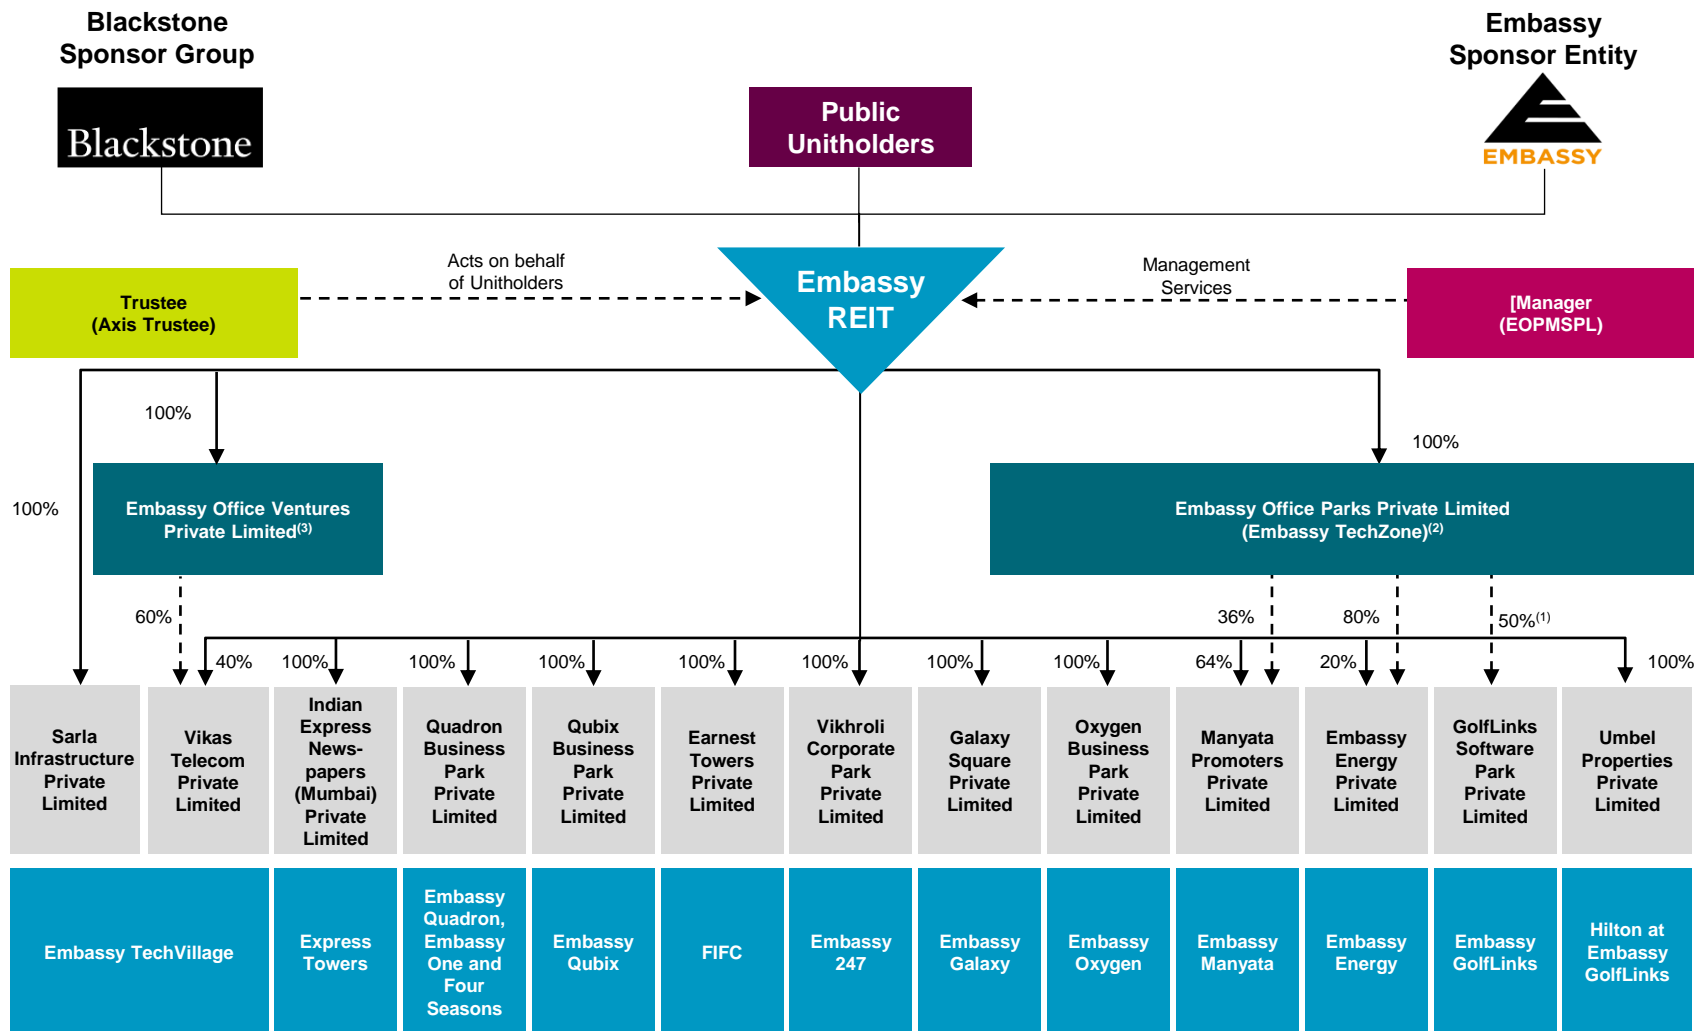 Blackstone
Sponsor Group
Blackstone
Public
Unitholders
Embassy
Sponsor Entity
EMBASSY
Trustee
(Axis Trustee)
Acts on behalf
of Unitholders
Embassy
REIT
Management
Services
[Manager
(EOPMSPL)
100%
100%
100%
Embassy Office Ventures
Private Limited(3)
Embassy Office Parks Private Limited
(Embassy TechZone)(2)
60%
36%
80%
50%(1)
40%
100%
100%
100%
100%
100%
100%
100%
64%
20%
100%
Sarla
Infrastructure
Private
Limited
Vikas
Telecom
Private
Limited
Indian
Express
News-
papers
(Mumbai)
Private
Limited
Quadron
Business
Park
Private
Limited
Qubix
Business
Park
Private
Limited
Earnest
Towers
Private
Limited
Vikhroli
Corporate
Park
Private
Limited
Galaxy
Square
Private
Limited
Oxygen
Business
Park
Private
Limited
Manyata
Promoters
Private
Limited
Embassy
Energy
Private
Limited
GolfLinks
Software
Park
Private
Limited
Umbel
Properties
Private
Limited
Embassy TechVillage
Express
Towers
Embassy
Quadron,
Embassy
One and
Four
Seasons
Embassy
Qubix
FIFC
Embassy
247
Embassy
Galaxy
Embassy
Oxygen
Embassy
Manyata
Embassy
Energy
Embassy
GolfLinks
Hilton at
Embassy
GolfLinks